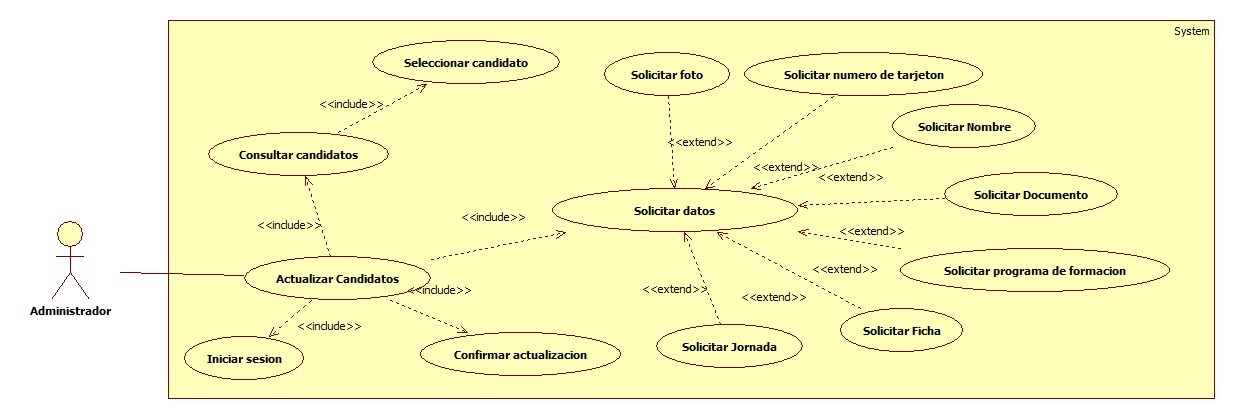 System
Seleccionar candidato
Solicitar foto
Solicitar numero de tarjeton
<<include>>
Solicitar Nombre
<<extend>>
Consultar candidatos
<<extend>>
<<extend>>
Solicitar Documento
Solicitar datos
<<include>>
<<include>>
<<extend>>
Administrador
Actualizar Candidatos
<<extend>>
Solicitar programa de formacion
<<include>>
<<extend>>
<<extend>>
<<include>>
Solicitar Ficha
Solicitar Jornada
Iniciar sesion
Confirmar actualizacion